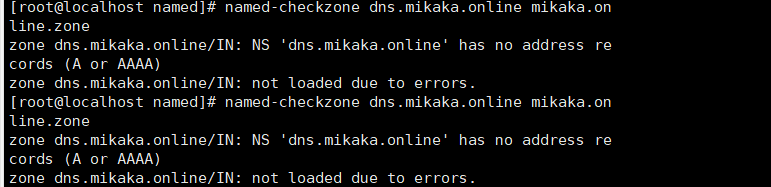 [root@localhost named]# named-checkzone dns.mikaka.online mikaka.on
line.zone
zone dns.mikaka.online/IN: NS 'dns.mikaka.online' has no address re
cords (A or AAAA)
zone dns.mikaka.online/IN: not loaded due to errors.
[root@localhost named]# named-checkzone dns.mikaka.online mikaka.on
line.zone
zone dns.mikaka.online/IN: NS 'dns.mikaka.online' has no address re
cords (A or AAAA)
zone dns.mikaka.online/IN: not loaded due to errors.